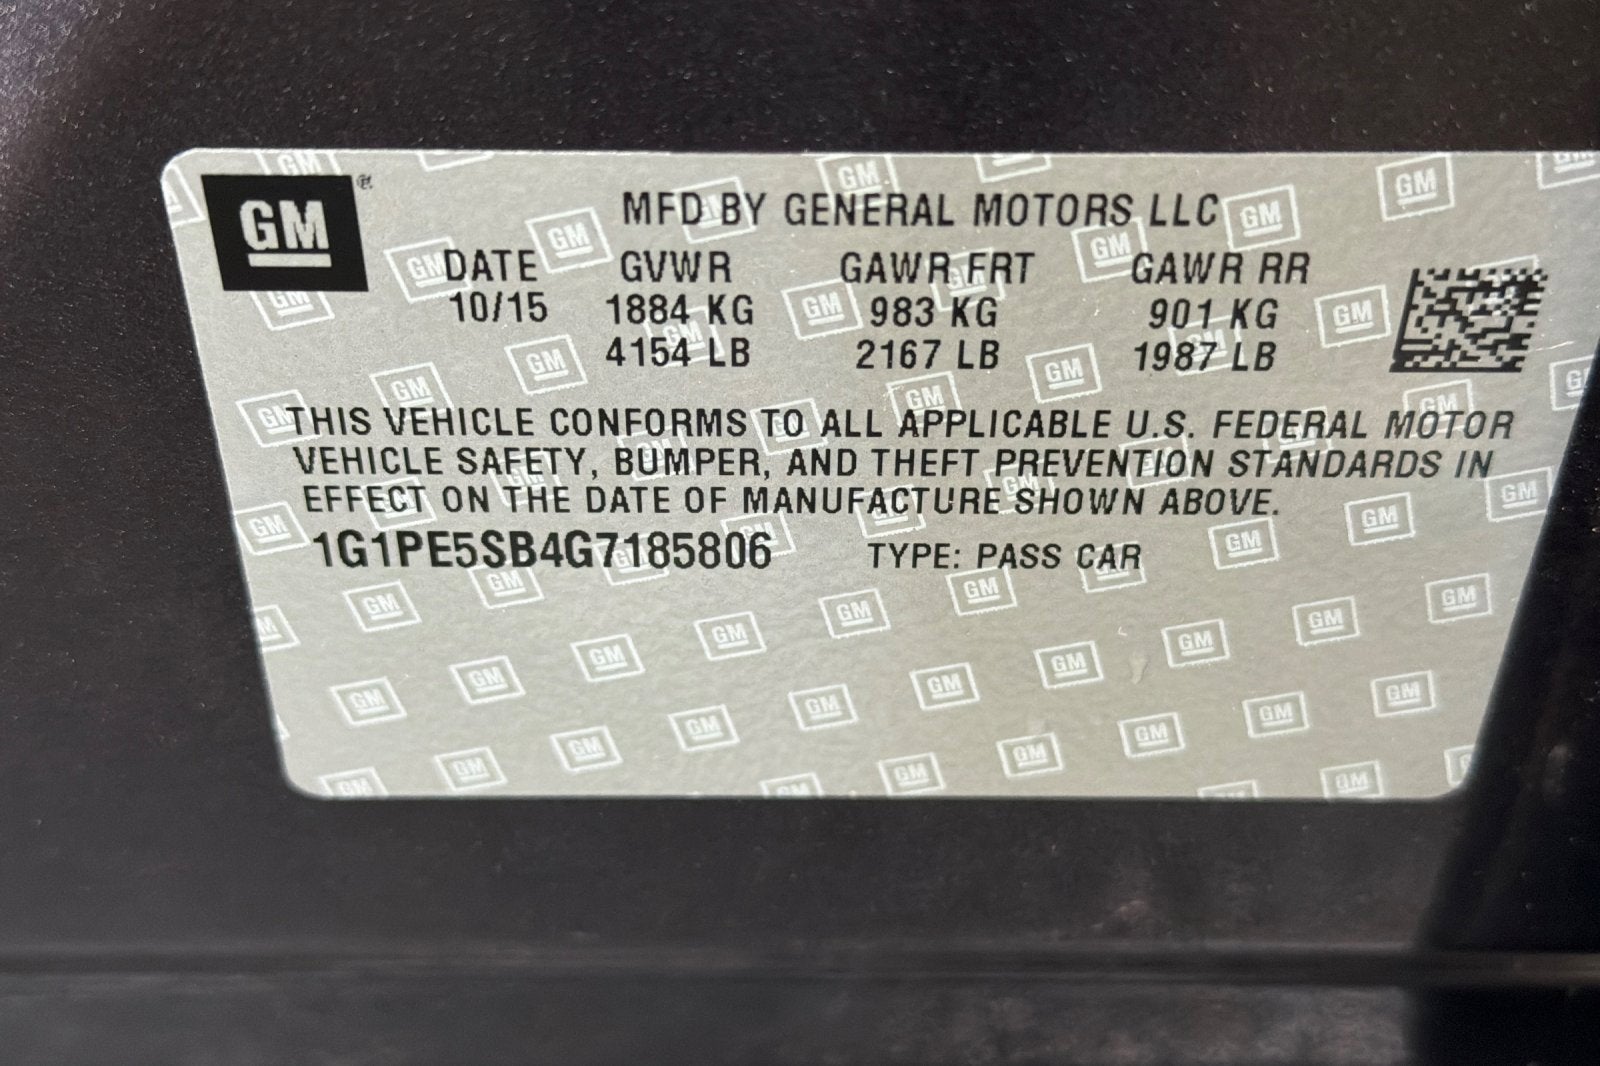 GM
MFD BY GENERAL MOTORS LLC
DATE GVWR GAWR FRT GAWR RR
10/15 1884 KG 983 KG 901 KG
4154 LB 2167 LB 1987 LB
THIS VEHICLE CONFORMS TO ALL APPLICABLE U.S. FEDERAL MOTOR
VEHICLE SAFETY, BUMPER, AND THEFT PREVENTION STANDARDS IN
EFFECT ON THE DATE OF MANUFACTURE SHOWN ABOVE.
1G1PE5SB4G7185806 TYPE: PASS CAR